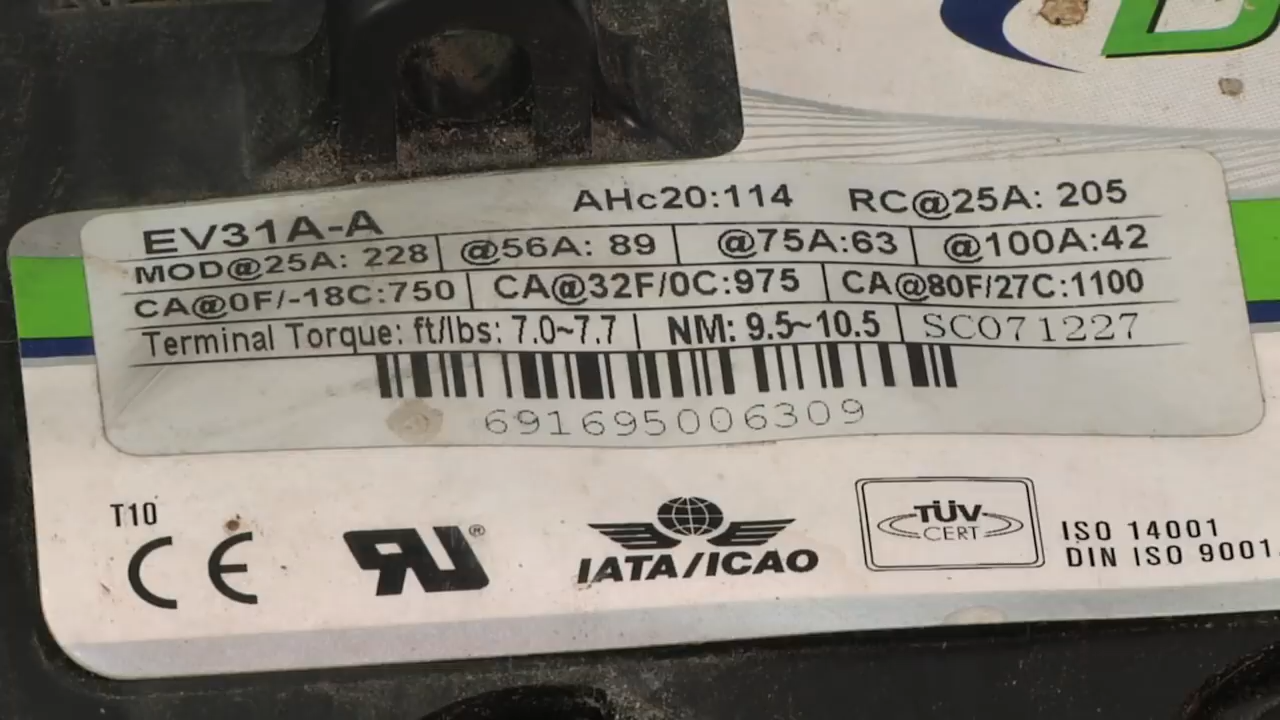 EV31A-A AHc20:114 RC@25A: 205
MOD@25A: 228 @56A: 89 @75A:63 @100A:42
CA@0F/-18C:750 CA@32F/0C:975 CA@80F/27C:1100
Terminal Torque: ft/lbs: 7.0~7.7 NM: 9.5~10.5 SC071227
691695006309
T10
CE
RU®
IATA/ICAO
TÜV
CERT
ISO 14001
DIN ISO 9001